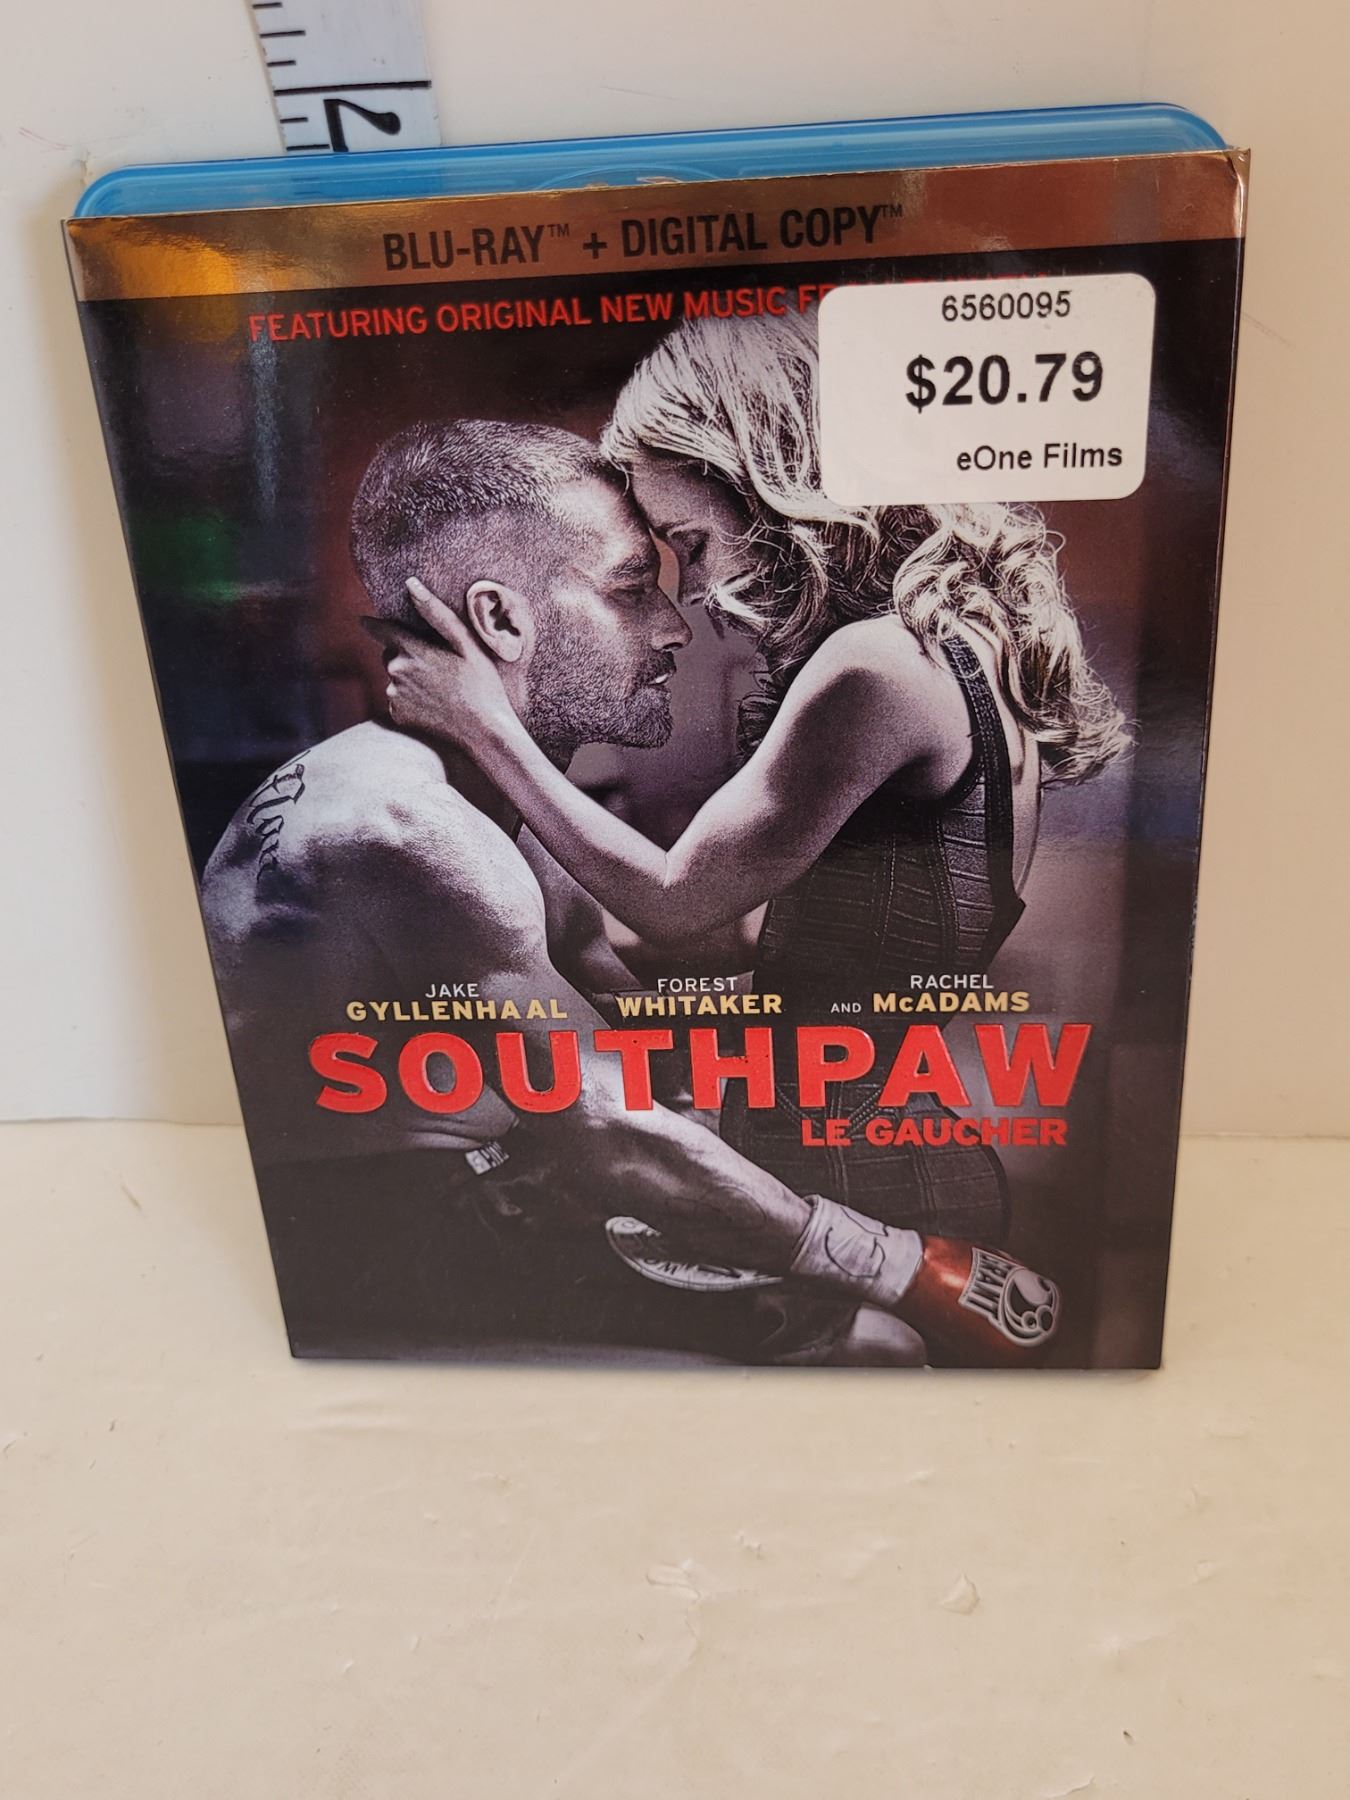 2
BLU-RAY™ + DIGITAL COPY™
FEATURING ORIGINAL NEW MUSIC
6560095
$20.79
eOne Films
JAKE GYLLENHAAL
FOREST WHITAKER
AND RACHEL McADAMS
SOUTHPAW
LE GAUCHER
GRANT